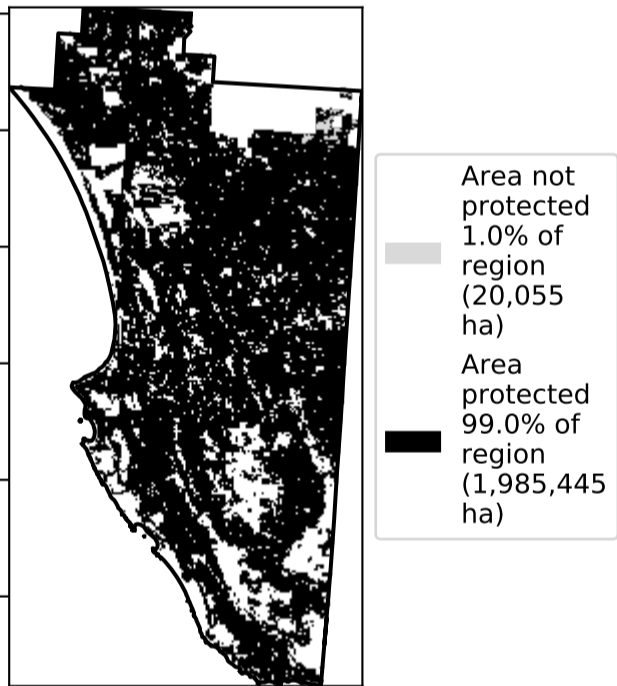 Area not
protected
1.0% of
region
(20,055
ha)
Area
protected
99.0% of
region
(1,985,445
ha)